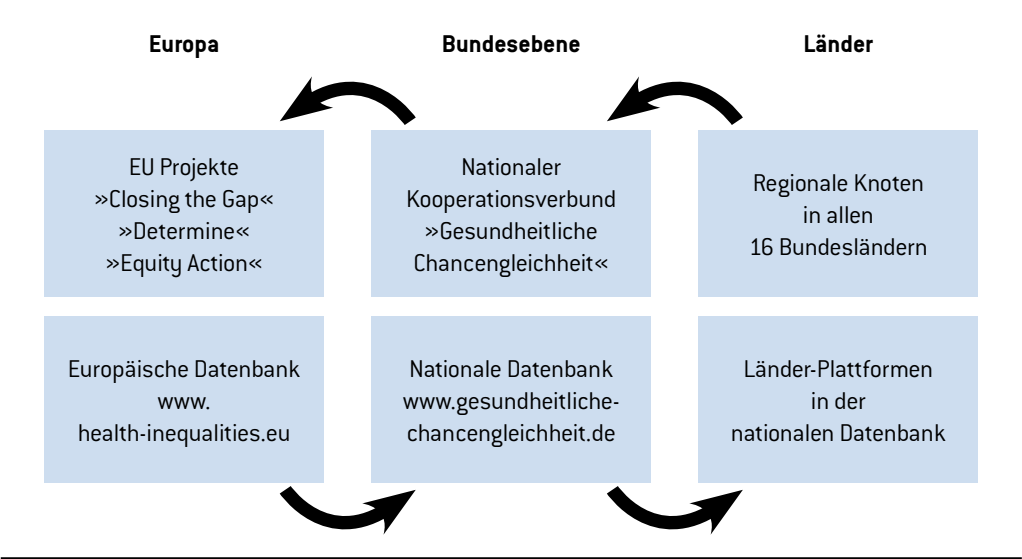 Europa
Bundesebene
Länder
EU Projekte
»Closing the Gap«
»Determine«
»Equity Action«
Nationaler
Kooperationsverbund
»Gesundheitliche
Chancengleichheit«
Regionale Knoten
in allen
16 Bundesländern
Europäische Datenbank
www.
health-inequalities.eu
Nationale Datenbank
www.gesundheitliche-
chancengleichheit.de
Länder-Plattformen
in der
nationalen Datenbank